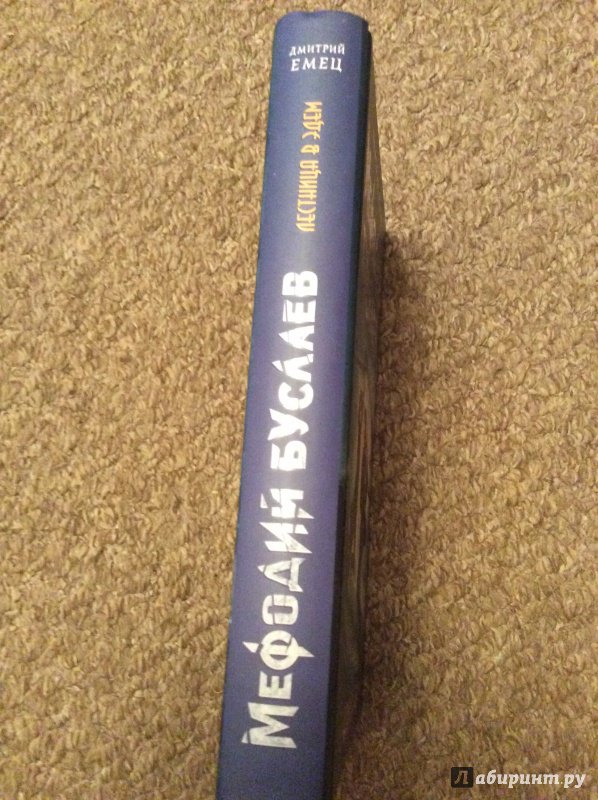 ДМИТРИЙ
ЕМЕЦ
ЛЕСТНИЦА В ЭДЕМ
МЕФОДИЙ БУСЛАЕВ
Лабиринт.ру